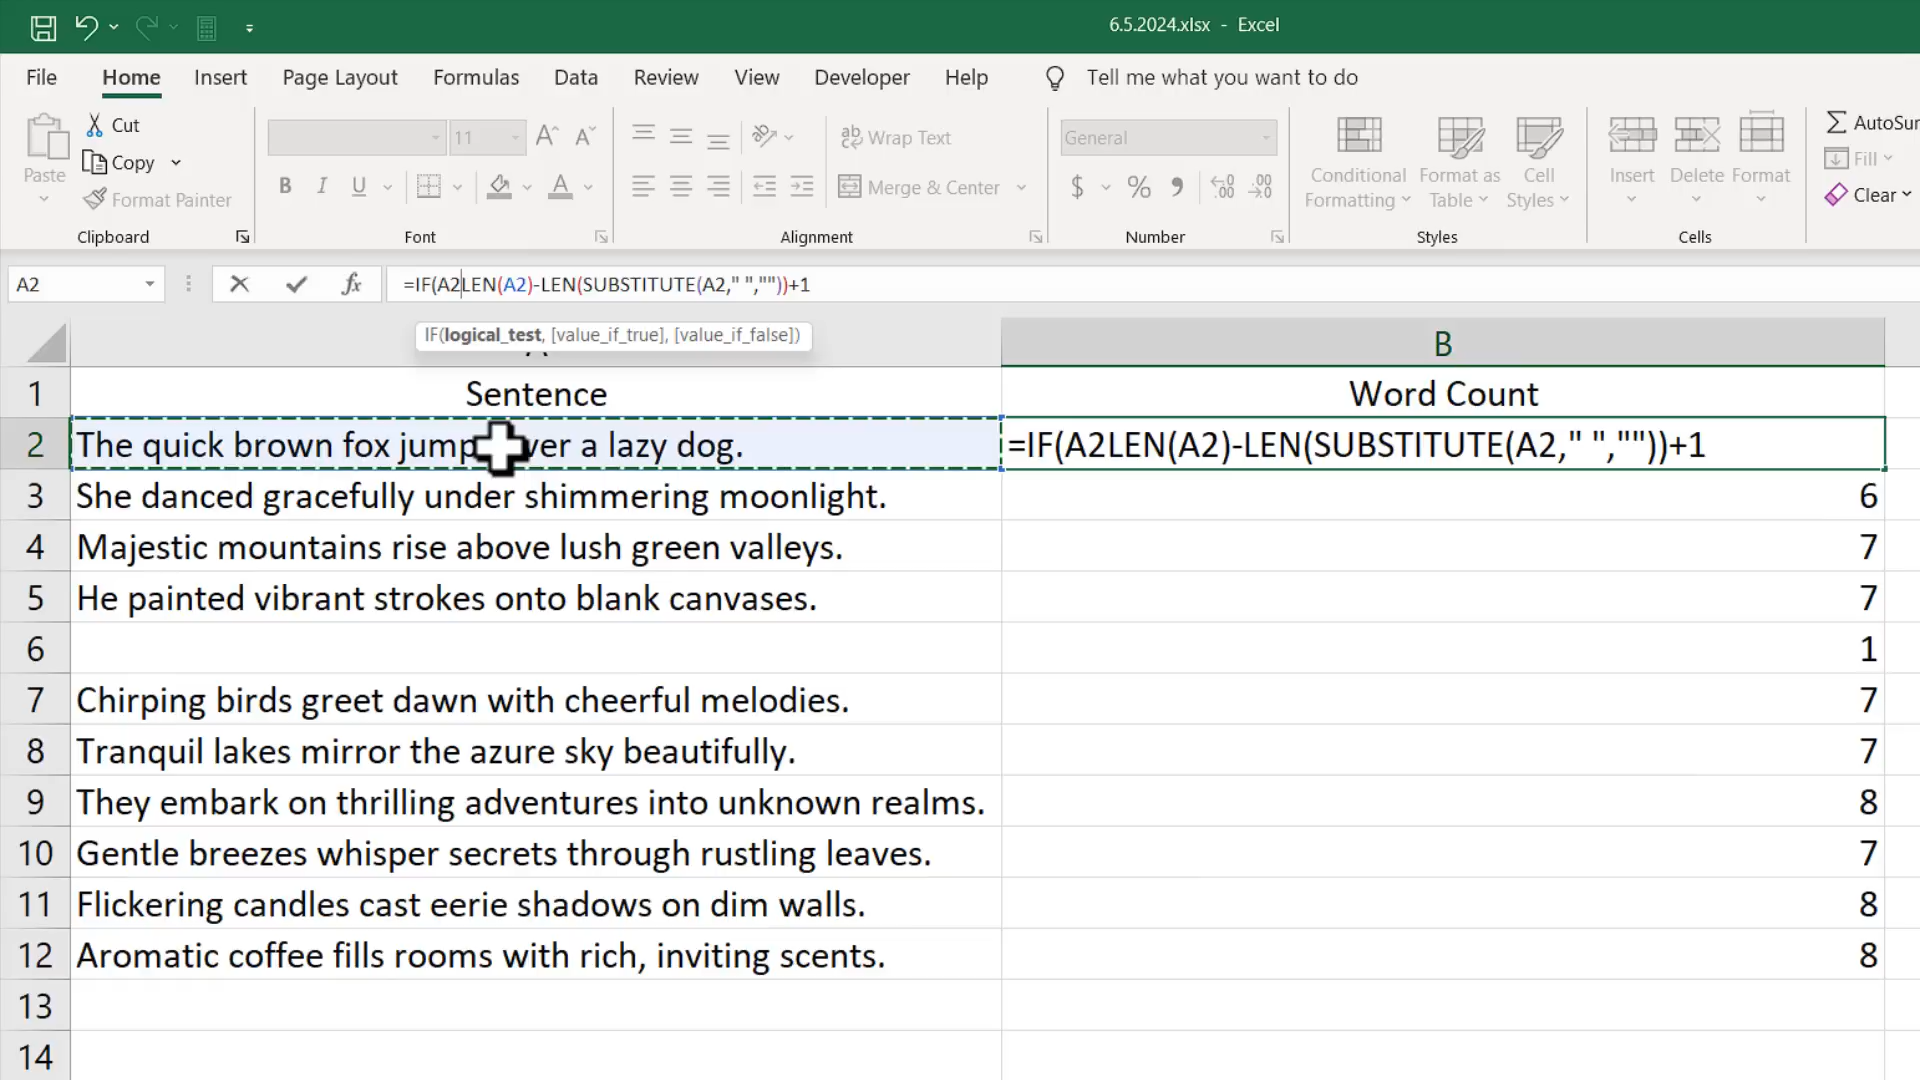 6.5.2024.xlsx - Excel
File Home Insert Page Layout Formulas Data Review View Developer Help Tell me what you want to do
Paste
Cut
Copy
Format Painter
Clipboard
11
B I U
A
Font
ab Wrap Text
Merge & Center
Alignment
General
$ %
Number
Conditional Formatting
Format as Table
Cell Styles
Styles
Insert
Delete
Format
Cells
Fill
Clear
A2
fx
=IF(A2LEN(A2)-LEN(SUBSTITUTE(A2," ",""))+1
IF(logical_test, [value_if_true], [value_if_false])
B
1 Sentence Word Count
2 The quick brown fox jump ver a lazy dog. =IF(A2LEN(A2)-LEN(SUBSTITUTE(A2," ",""))+1
3 She danced gracefully under shimmering moonlight. 6
4 Majestic mountains rise above lush green valleys. 7
5 He painted vibrant strokes onto blank canvases. 7
6 1
7 Chirping birds greet dawn with cheerful melodies. 7
8 Tranquil lakes mirror the azure sky beautifully. 7
9 They embark on thrilling adventures into unknown realms. 8
10 Gentle breezes whisper secrets through rustling leaves. 7
11 Flickering candles cast eerie shadows on dim walls. 8
12 Aromatic coffee fills rooms with rich, inviting scents. 8
13
14